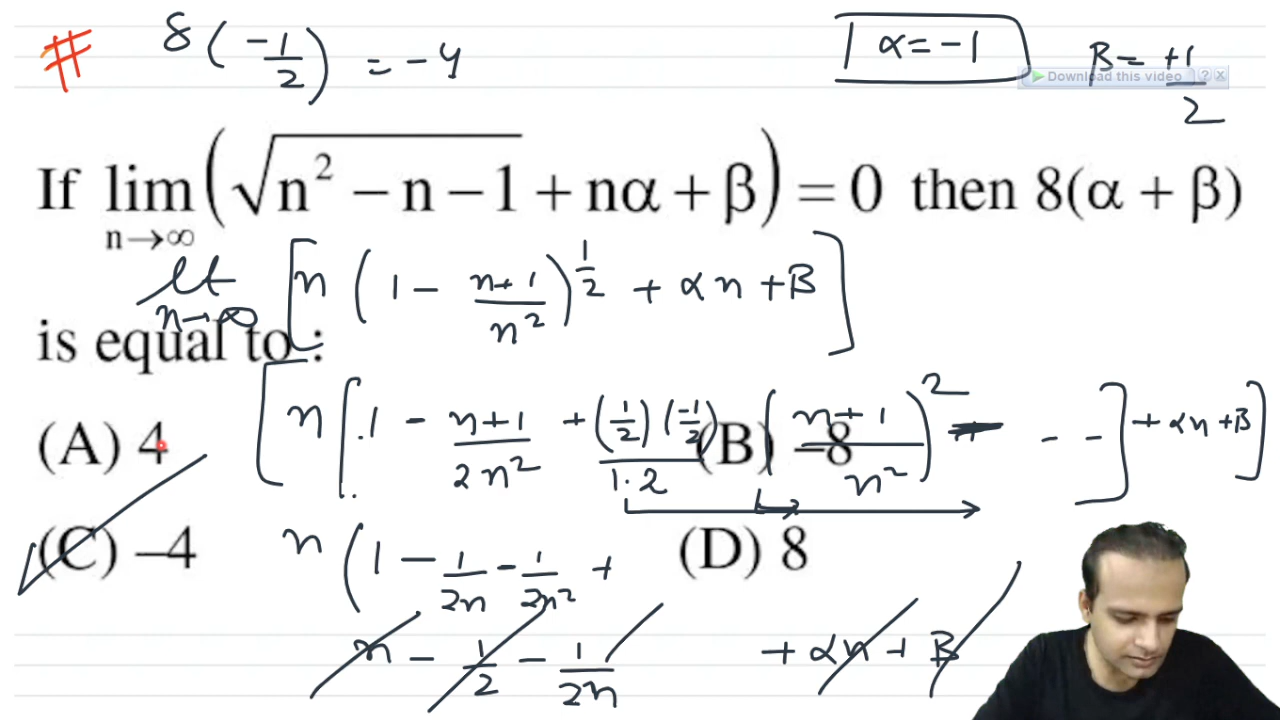 # 8 ( -1/2 ) = -4 α = -1 β = +1/2
Download this video ? ×
If lim n→∞ ( √n² – n – 1 + nα + β ) = 0 then 8(α + β)
lt n→∞ [ n ( 1 - n+1/n² )^1/2 + αn + β ]
is equal to :
[ n [ 1 - n+1/2n² + (1/2)(-1/2)/1·2 ( n+1/n² )² - - ] + αn + β ]
(A) 4 (B) –8
(C) –4 (D) 8
n ( 1 - 1/2n - 1/2n² +
n - 1/2 - 1/2n + αn + β